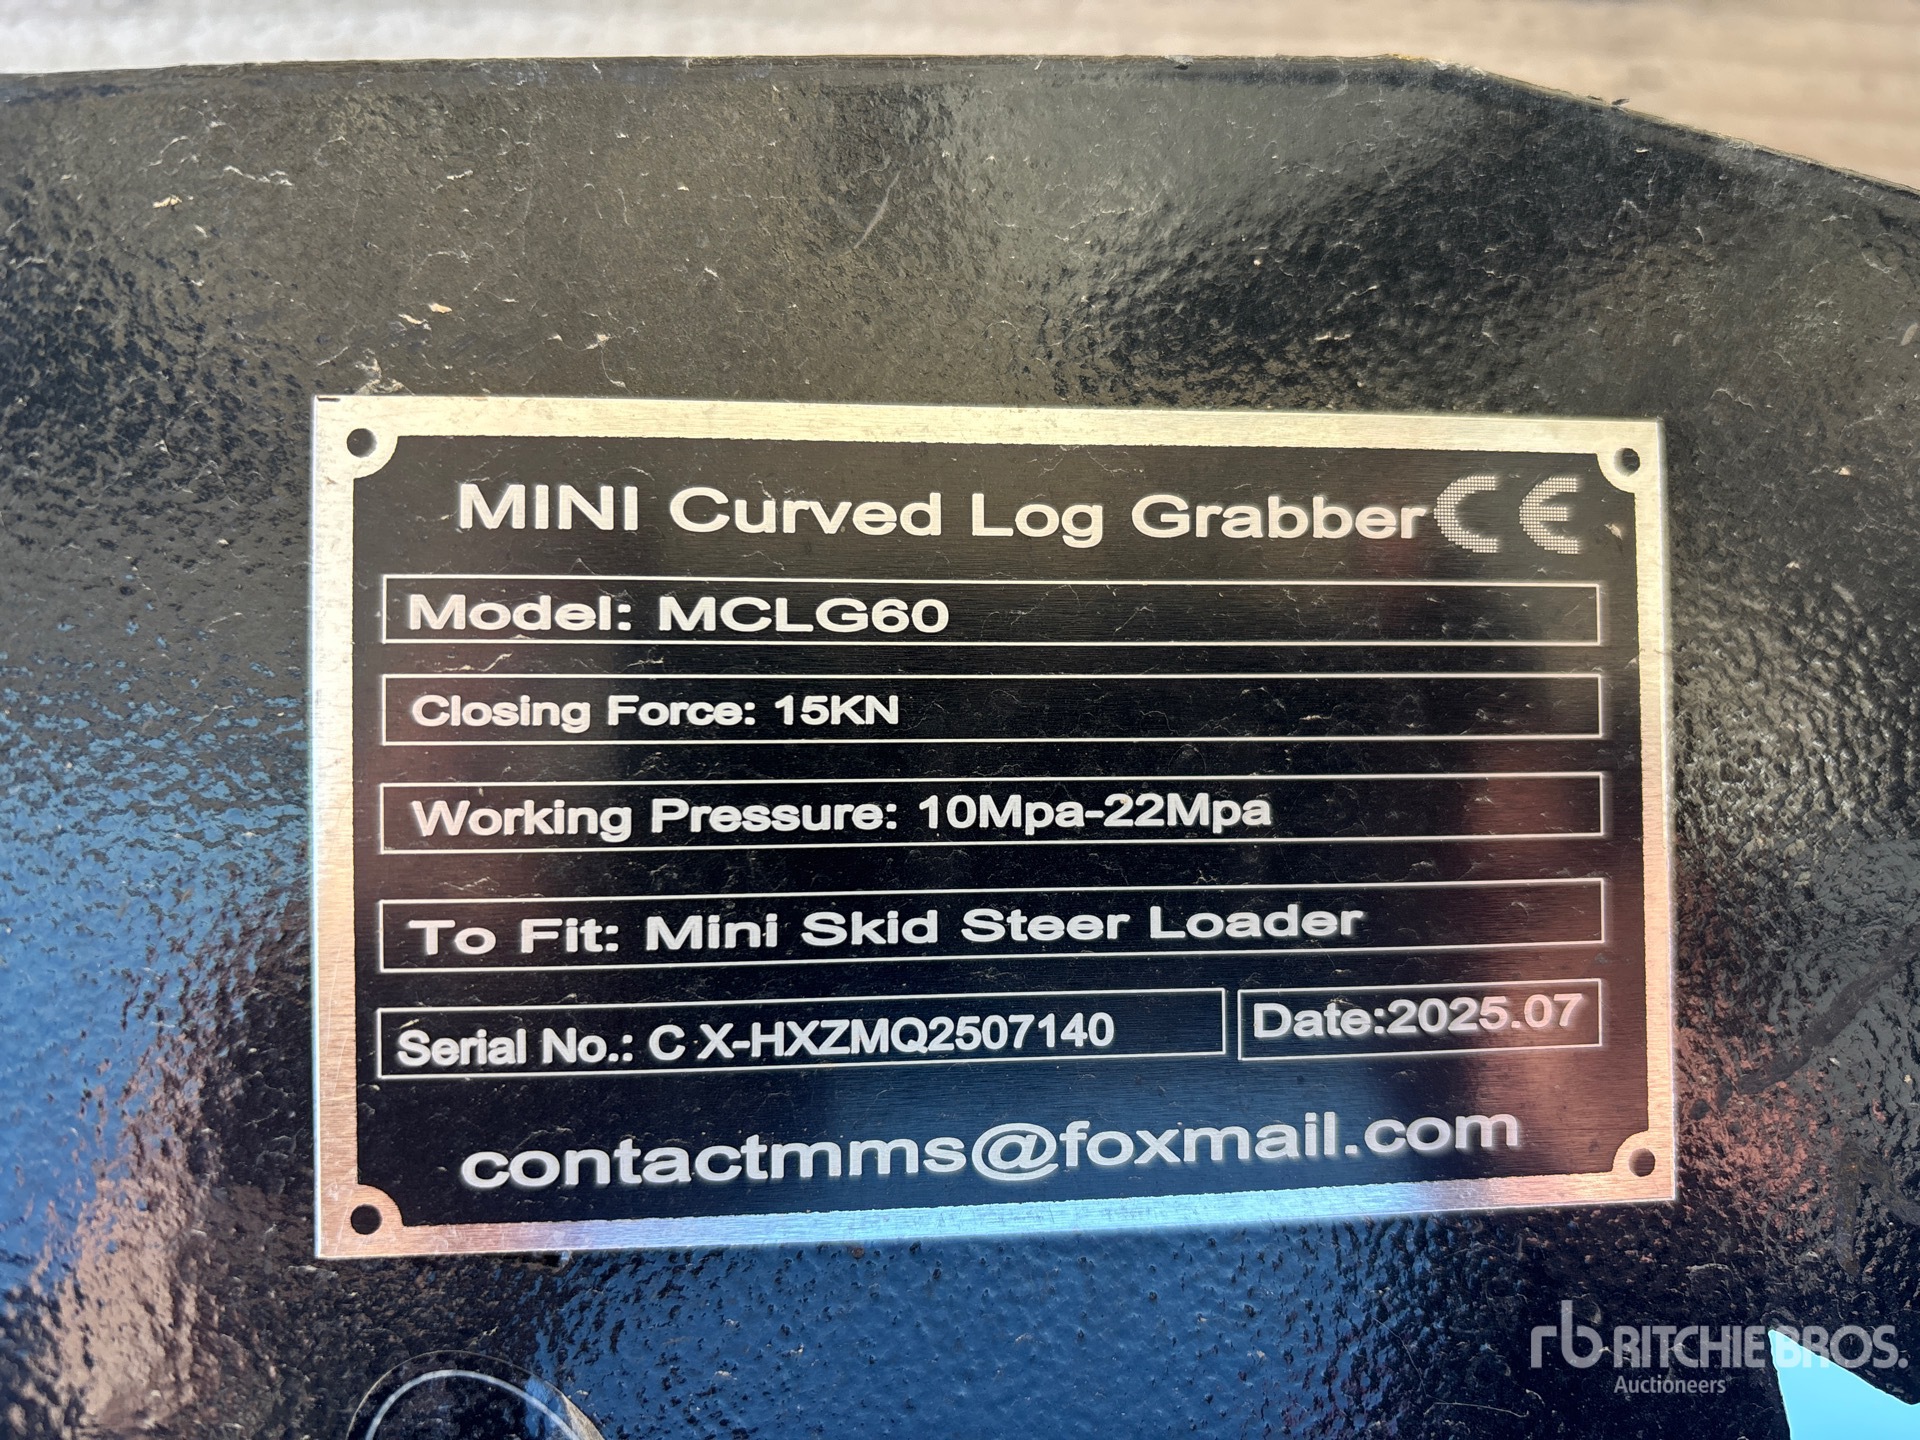 MINI Curved Log Grabber CE
Model: MCLG60
Closing Force: 15KN
Working Pressure: 10Mpa-22Mpa
To Fit: Mini Skid Steer Loader
Serial No.: C X-HXZMQ2507140
Date:2025.07
contactmms@foxmail.com
rb RITCHIE BROS.
Auctioneers